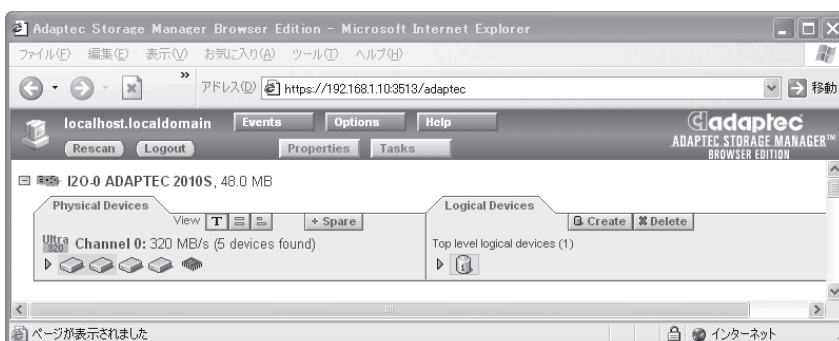 Adaptec Storage Manager Browser Edition - Microsoft Internet Explorer
ファイル(F) 編集(E) 表示(V) お気に入り(A) ツール(T) ヘルプ(H)
» アドレス(D) https://192.168.1.10:3513/adaptec 移動
localhost.localdomain Events Options Help
adaptec
Rescan Logout Properties Tasks
ADAPTEC STORAGE MANAGER™
BROWSER EDITION
I2O-0 ADAPTEC 2010S, 48.0 MB
Physical Devices Logical Devices
View T + Spare Create Delete
Ultra 320 Channel 0: 320 MB/s (5 devices found) Top level logical devices (1)
ページが表示されました インターネット